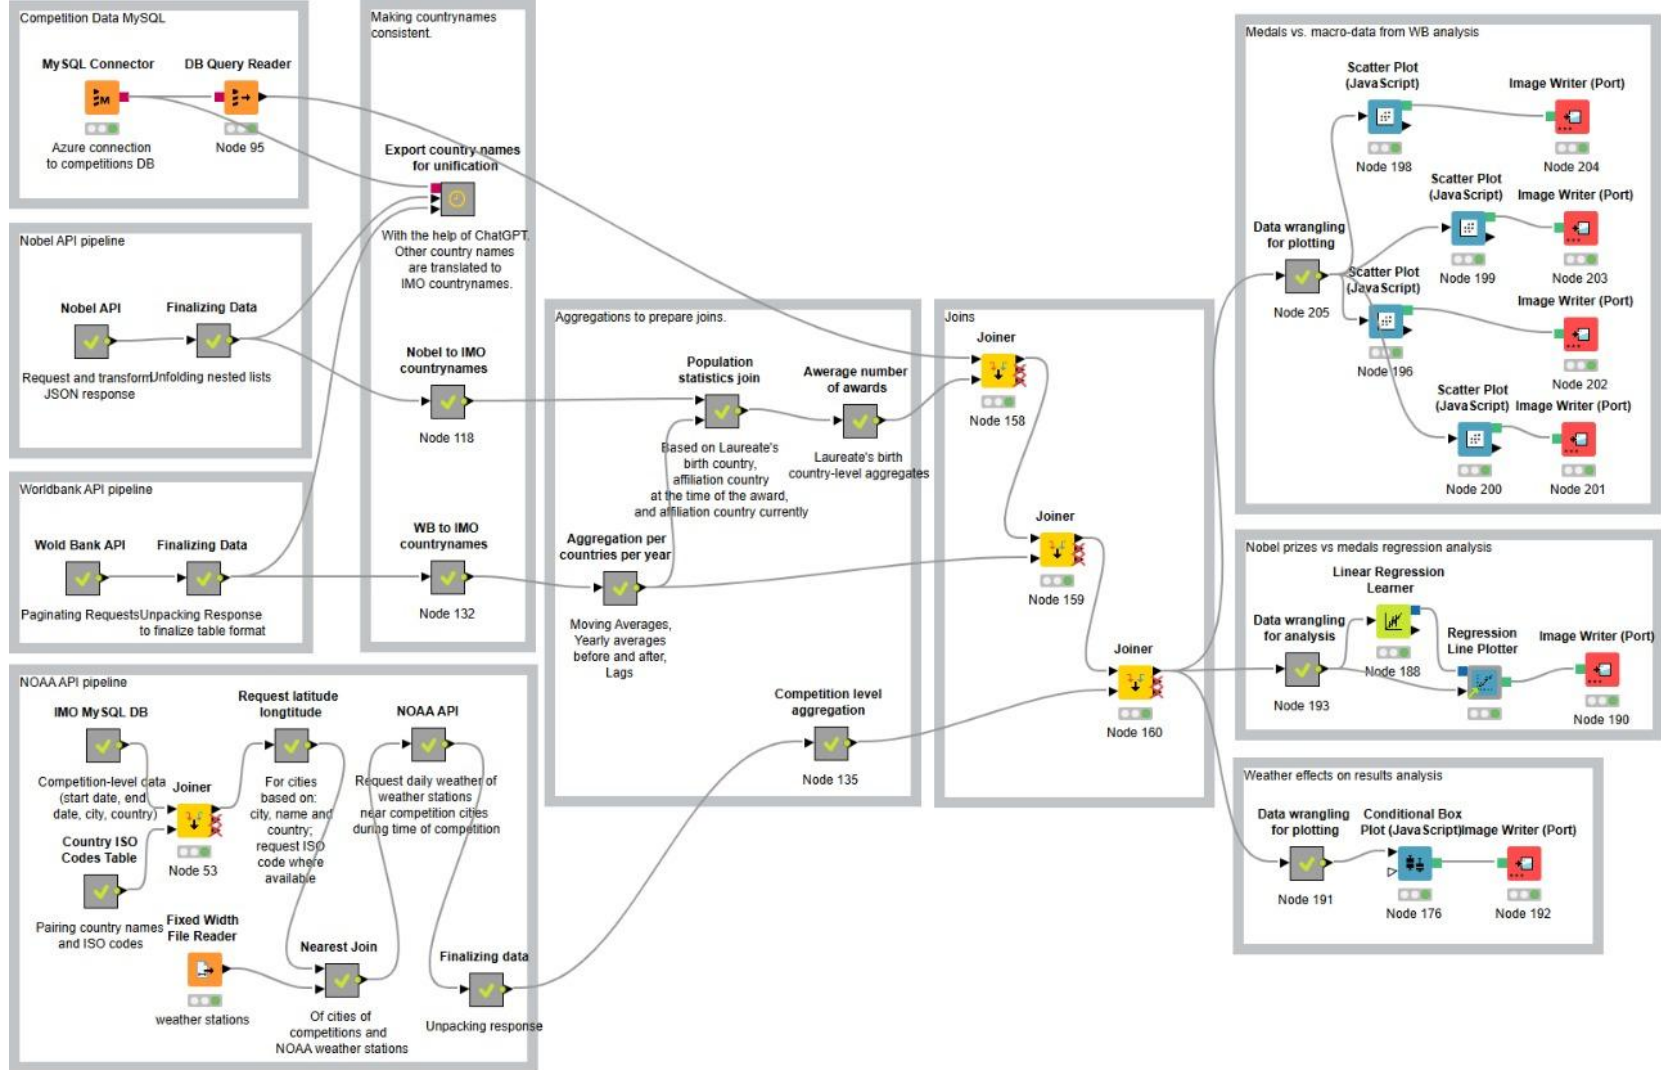 Competition Data MySQL
MySQL Connector
DB Query Reader
Azure connection
to competitions DB
Node 95
Making countrynames
consistent.
Export country names
for unification
With the help of ChatGPT.
Other country names
are translated to
IMO countrynames.
Nobel to IMO
countrynames
Node 118
WB to IMO
countrynames
Node 132
Nobel API pipeline
Nobel API
Finalizing Data
Request and transform
JSON response
Unfolding nested lists
Worldbank API pipeline
Wold Bank API
Finalizing Data
Paginating Requests
Unpacking Response
to finalize table format
NOAA API pipeline
IMO MySQL DB
Competition-level data
(start date, end
date, city, country)
Country ISO
Codes Table
Pairing country names
and ISO codes
Joiner
Node 53
Request latitude
longtitude
For cities
based on:
city, name and
country;
request ISO
code where
available
Fixed Width
File Reader
weather stations
Nearest Join
Of cities of
competitions and
NOAA weather stations
NOAA API
Request daily weather of
weather stations
near competition cities
during time of competition
Finalizing data
Unpacking response
Aggregations to prepare joins.
Population
statistics join
Based on Laureate's
birth country,
affiliation country
at the time of the award,
and affiliation country currently
Awerage number
of awards
Laureate's birth
country-level aggregates
Aggregation per
countries per year
Moving Averages,
Yearly averages
before and after,
Lags
Competition level
aggregation
Node 135
Joins
Joiner
Node 158
Joiner
Node 159
Joiner
Node 160
Medals vs. macro-data from WB analysis
Data wrangling
for plotting
Node 205
Scatter Plot
(JavaScript)
Node 198
Image Writer (Port)
Node 204
Scatter Plot
(JavaScript)
Node 199
Image Writer (Port)
Node 203
Scatter Plot
(JavaScript)
Node 196
Image Writer (Port)
Node 202
Scatter Plot
(JavaScript)
Node 200
Image Writer (Port)
Node 201
Nobel prizes vs medals regression analysis
Data wrangling
for analysis
Node 193
Linear Regression
Learner
Node 188
Regression
Line Plotter
Image Writer (Port)
Node 190
Weather effects on results analysis
Data wrangling
for plotting
Node 191
Conditional Box
Plot (JavaScript)
Node 176
Image Writer (Port)
Node 192